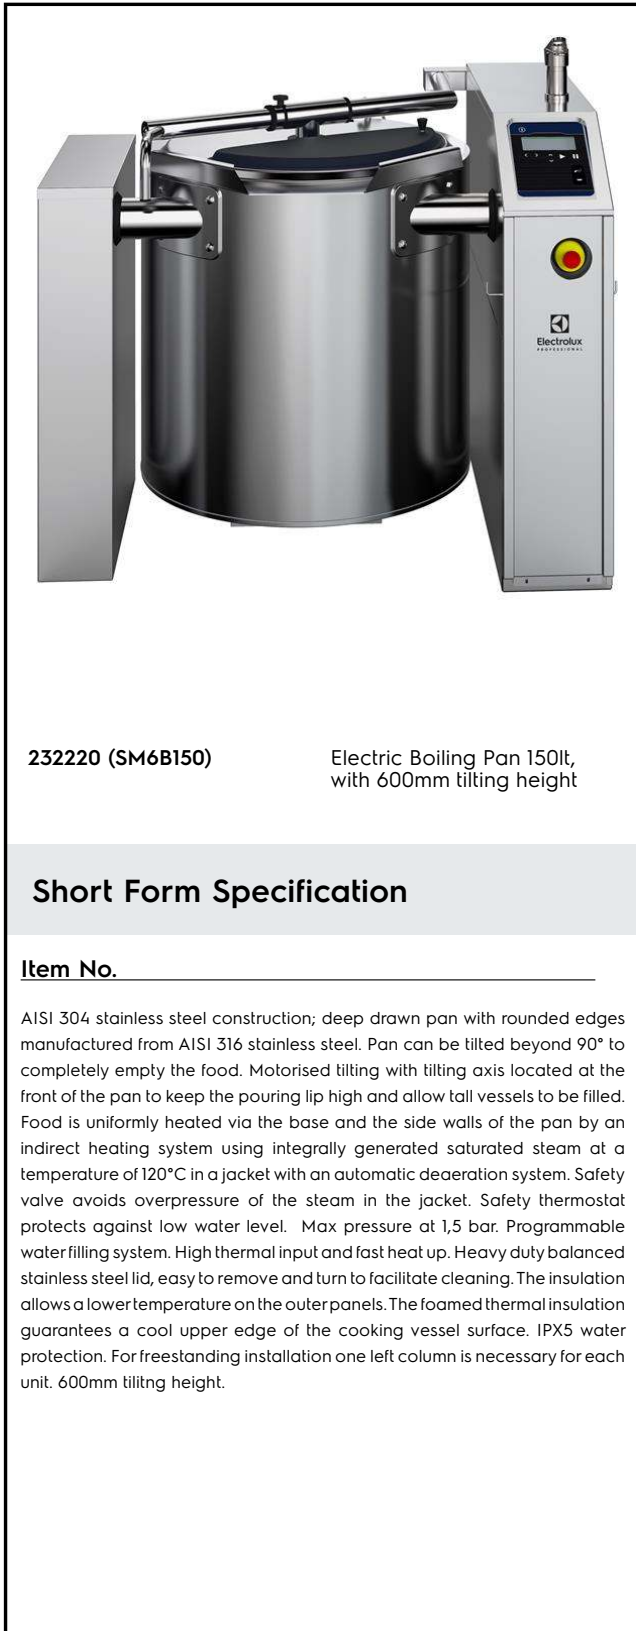 Electrolux
PROFESSIONAL
232220 (SM6B150)
Electric Boiling Pan 150lt,
with 600mm tilting height
Short Form Specification
Item No.
AISI 304 stainless steel construction; deep drawn pan with rounded edges
manufactured from AISI 316 stainless steel. Pan can be tilted beyond 90° to
completely empty the food. Motorised tilting with tilting axis located at the
front of the pan to keep the pouring lip high and allow tall vessels to be filled.
Food is uniformly heated via the base and the side walls of the pan by an
indirect heating system using integrally generated saturated steam at a
temperature of 120°C in a jacket with an automatic deaeration system. Safety
valve avoids overpressure of the steam in the jacket. Safety thermostat
protects against low water level. Max pressure at 1,5 bar. Programmable
water filling system. High thermal input and fast heat up. Heavy duty balanced
stainless steel lid, easy to remove and turn to facilitate cleaning. The insulation
allows a lower temperature on the outer panels. The foamed thermal insulation
guarantees a cool upper edge of the cooking vessel surface. IPX5 water
protection. For freestanding installation one left column is necessary for each
unit. 600mm tilitng height.